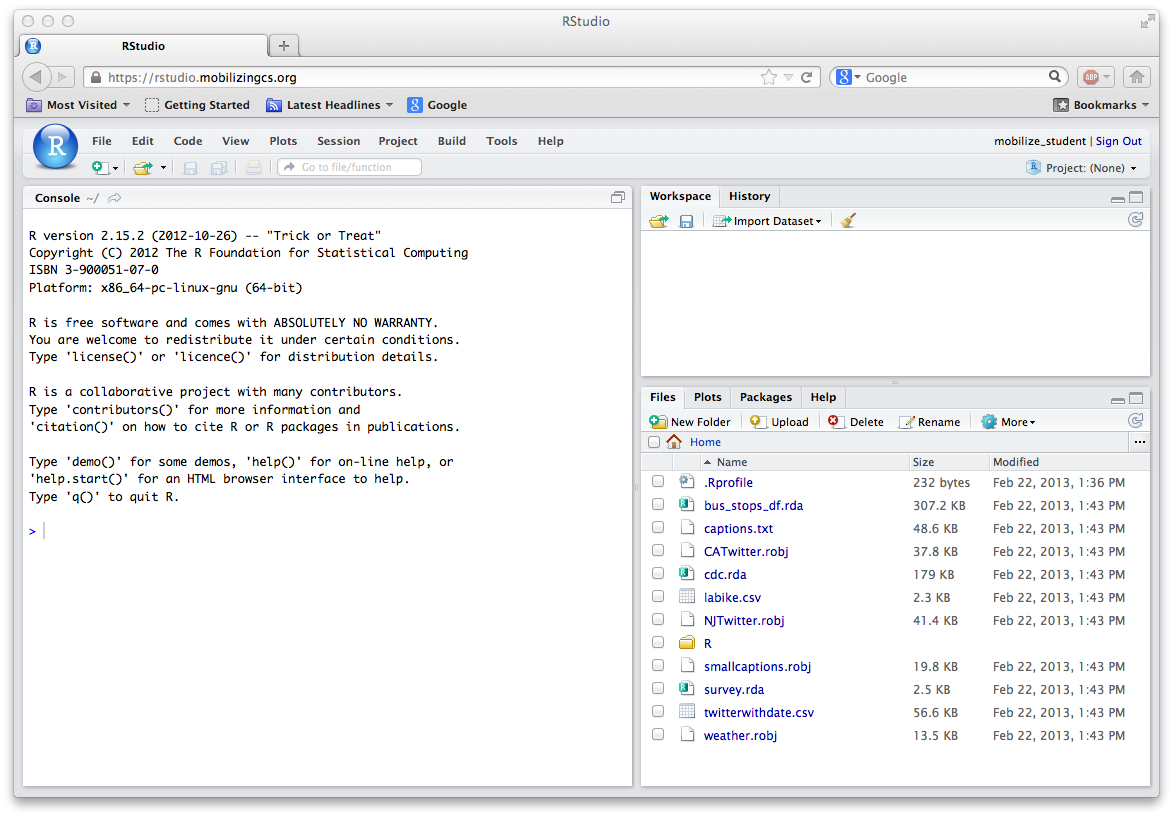 RStudio
RStudio
https://rstudio.mobilizingcs.org
Google
ABP
Most Visited
Getting Started
Latest Headlines
Google
Bookmarks
R
File Edit Code View Plots Session Project Build Tools Help
mobilize_student | Sign Out
Go to file/function
Project: (None)
Console ~/
R version 2.15.2 (2012-10-26) -- "Trick or Treat"
Copyright (C) 2012 The R Foundation for Statistical Computing
ISBN 3-900051-07-0
Platform: x86_64-pc-linux-gnu (64-bit)
R is free software and comes with ABSOLUTELY NO WARRANTY.
You are welcome to redistribute it under certain conditions.
Type 'license()' or 'licence()' for distribution details.
R is a collaborative project with many contributors.
Type 'contributors()' for more information and
'citation()' on how to cite R or R packages in publications.
Type 'demo()' for some demos, 'help()' for on-line help, or
'help.start()' for an HTML browser interface to help.
Type 'q()' to quit R.
>
Workspace History
Import Dataset
Files Plots Packages Help
New Folder Upload Delete Rename More
Home ...
Name Size Modified
.Rprofile 232 bytes Feb 22, 2013, 1:36 PM
bus_stops_df.rda 307.2 KB Feb 22, 2013, 1:43 PM
captions.txt 48.6 KB Feb 22, 2013, 1:43 PM
CATwitter.robj 37.8 KB Feb 22, 2013, 1:43 PM
cdc.rda 179 KB Feb 22, 2013, 1:43 PM
labike.csv 2.3 KB Feb 22, 2013, 1:43 PM
NJTwitter.robj 41.4 KB Feb 22, 2013, 1:43 PM
R
smallcaptions.robj 19.8 KB Feb 22, 2013, 1:43 PM
survey.rda 2.5 KB Feb 22, 2013, 1:43 PM
twitterwithdate.csv 56.6 KB Feb 22, 2013, 1:43 PM
weather.robj 13.5 KB Feb 22, 2013, 1:43 PM